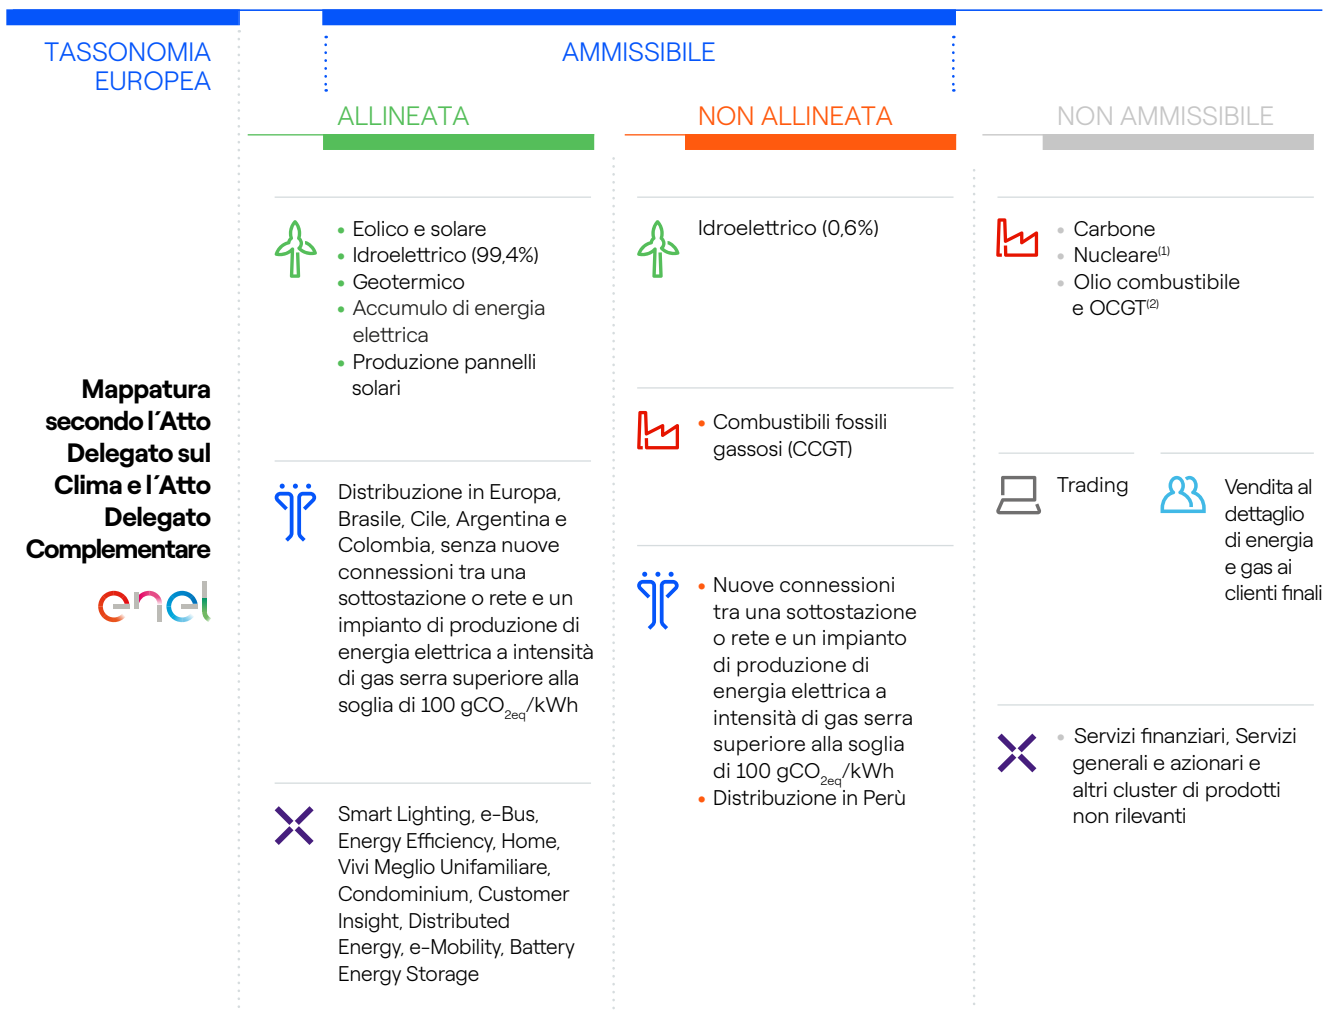 TASSONOMIA
EUROPEA
AMMISSIBILE
ALLINEATA
NON ALLINEATA
NON AMMISSIBILE
Mappatura
secondo l´Atto
Delegato sul
Clima e l´Atto
Delegato
Complementare
enel
• Eolico e solare
• Idroelettrico (99,4%)
• Geotermico
• Accumulo di energia
elettrica
• Produzione pannelli
solari
Distribuzione in Europa,
Brasile, Cile, Argentina e
Colombia, senza nuove
connessioni tra una
sottostazione o rete e un
impianto di produzione di
energia elettrica a intensità
di gas serra superiore alla
soglia di 100 gCO2eq/kWh
Smart Lighting, e-Bus,
Energy Efficiency, Home,
Vivi Meglio Unifamiliare,
Condominium, Customer
Insight, Distributed
Energy, e-Mobility, Battery
Energy Storage
Idroelettrico (0,6%)
• Combustibili fossili
gassosi (CCGT)
• Nuove connessioni
tra una sottostazione
o rete e un impianto
di produzione di
energia elettrica a
intensità di gas serra
superiore alla soglia
di 100 gCO2eq/kWh
• Distribuzione in Perù
• Carbone
• Nucleare(1)
• Olio combustibile
e OCGT(2)
Trading
Vendita al
dettaglio
di energia
e gas ai
clienti finali
• Servizi finanziari, Servizi
generali e azionari e
altri cluster di prodotti
non rilevanti